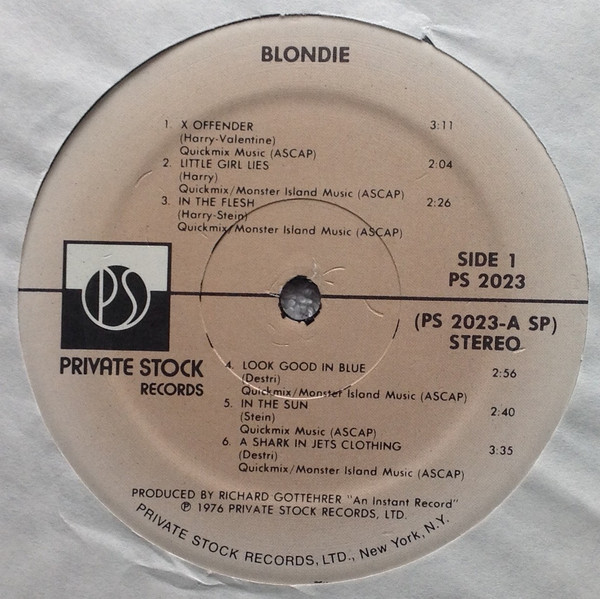 BLONDIE
1. X OFFENDER 3:11
(Harry-Valentine)
Quickmix Music (ASCAP)
2. LITTLE GIRL LIES 2:04
(Harry)
Quickmix/Monster Island Music (ASCAP)
3. IN THE FLESH 2:26
(Harry-Stein)
Quickmix/Monster Island Music (ASCAP)
SIDE 1
PS 2023
PS
(PS 2023-A SP)
STEREO
PRIVATE STOCK
RECORDS
4. LOOK GOOD IN BLUE 2:56
(Destri)
Quickmix/Monster Island Music (ASCAP)
5. IN THE SUN 2:40
(Stein)
Quickmix Music (ASCAP)
6. A SHARK IN JETS CLOTHING 3:35
(Destri)
Quickmix/Monster Island Music (ASCAP)
PRODUCED BY RICHARD GOTTEHRER "An Instant Record"
℗ 1976 PRIVATE STOCK RECORDS, LTD.
PRIVATE STOCK RECORDS, LTD., New York, N.Y.